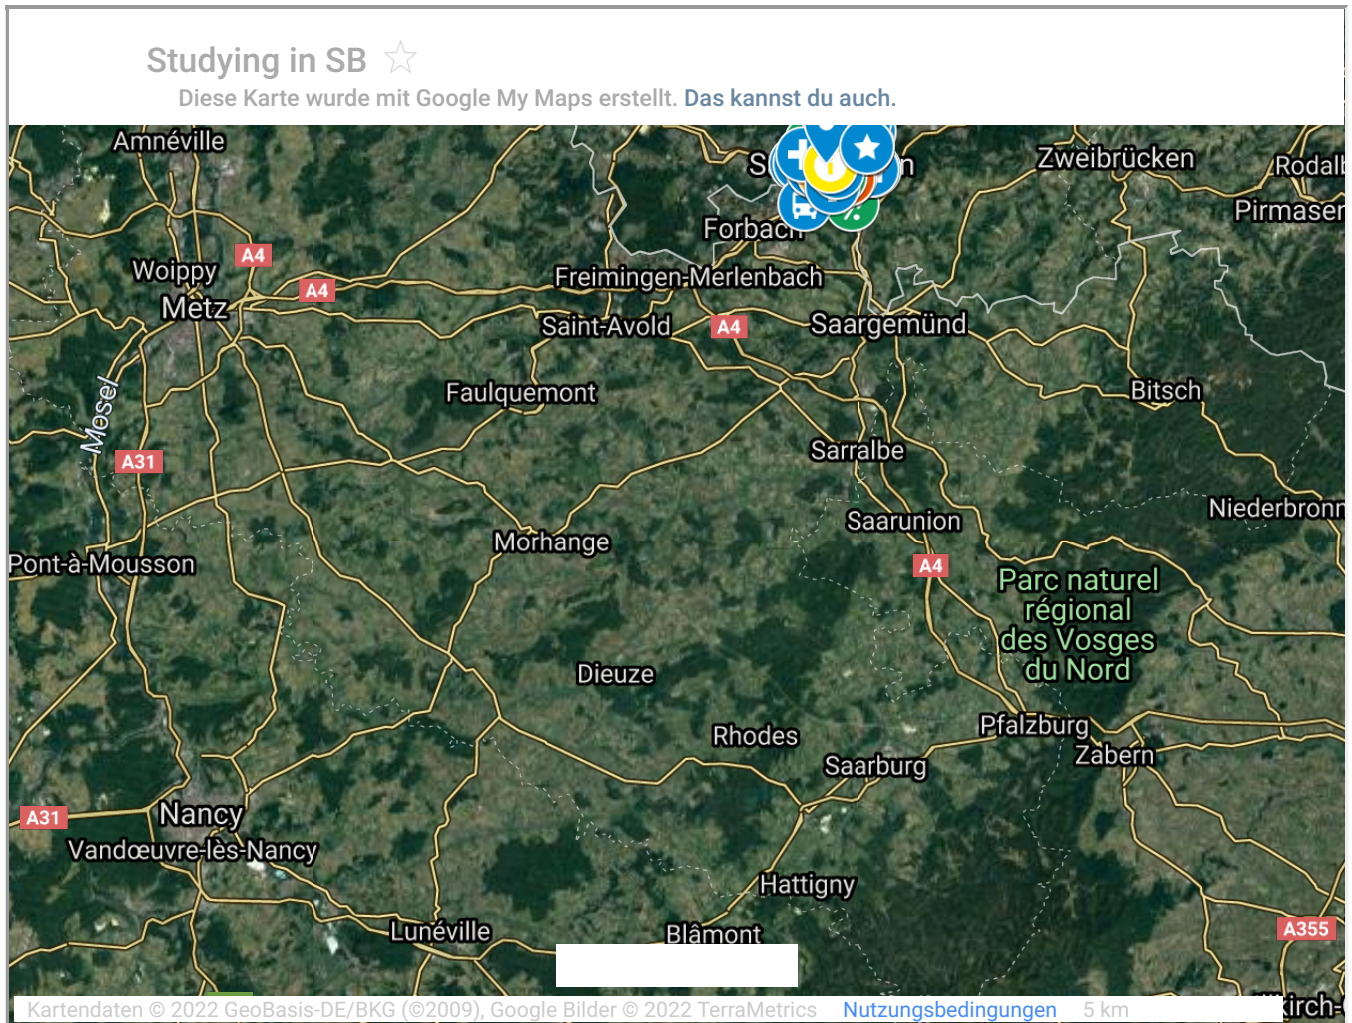 Studying in SB
Diese Karte wurde mit Google My Maps erstellt. Das kannst du auch.
Amnéville
Zweibrücken
Pirmasen
Forbach
A4
Woippy
Freimingen-Merlenbach
A4
Metz
Saint-Avold
A4
Saargemünd
Faulquemont
Bitsch
Mosel
Sarralbe
A31
Niederbronn
Saarunion
Morhange
Pont-à-Mousson
A4
Parc naturel
régional
des Vosges
du Nord
Dieuze
Pfalzburg
Rhodes
Zabern
Saarburg
Nancy
A31
Vandœuvre-lès-Nancy
Hattigny
Lunéville
Blâmont
A355
Kartendaten © 2022 GeoBasis-DE/BKG (©2009), Google Bilder © 2022 TerraMetrics Nutzungsbedingungen 5 km